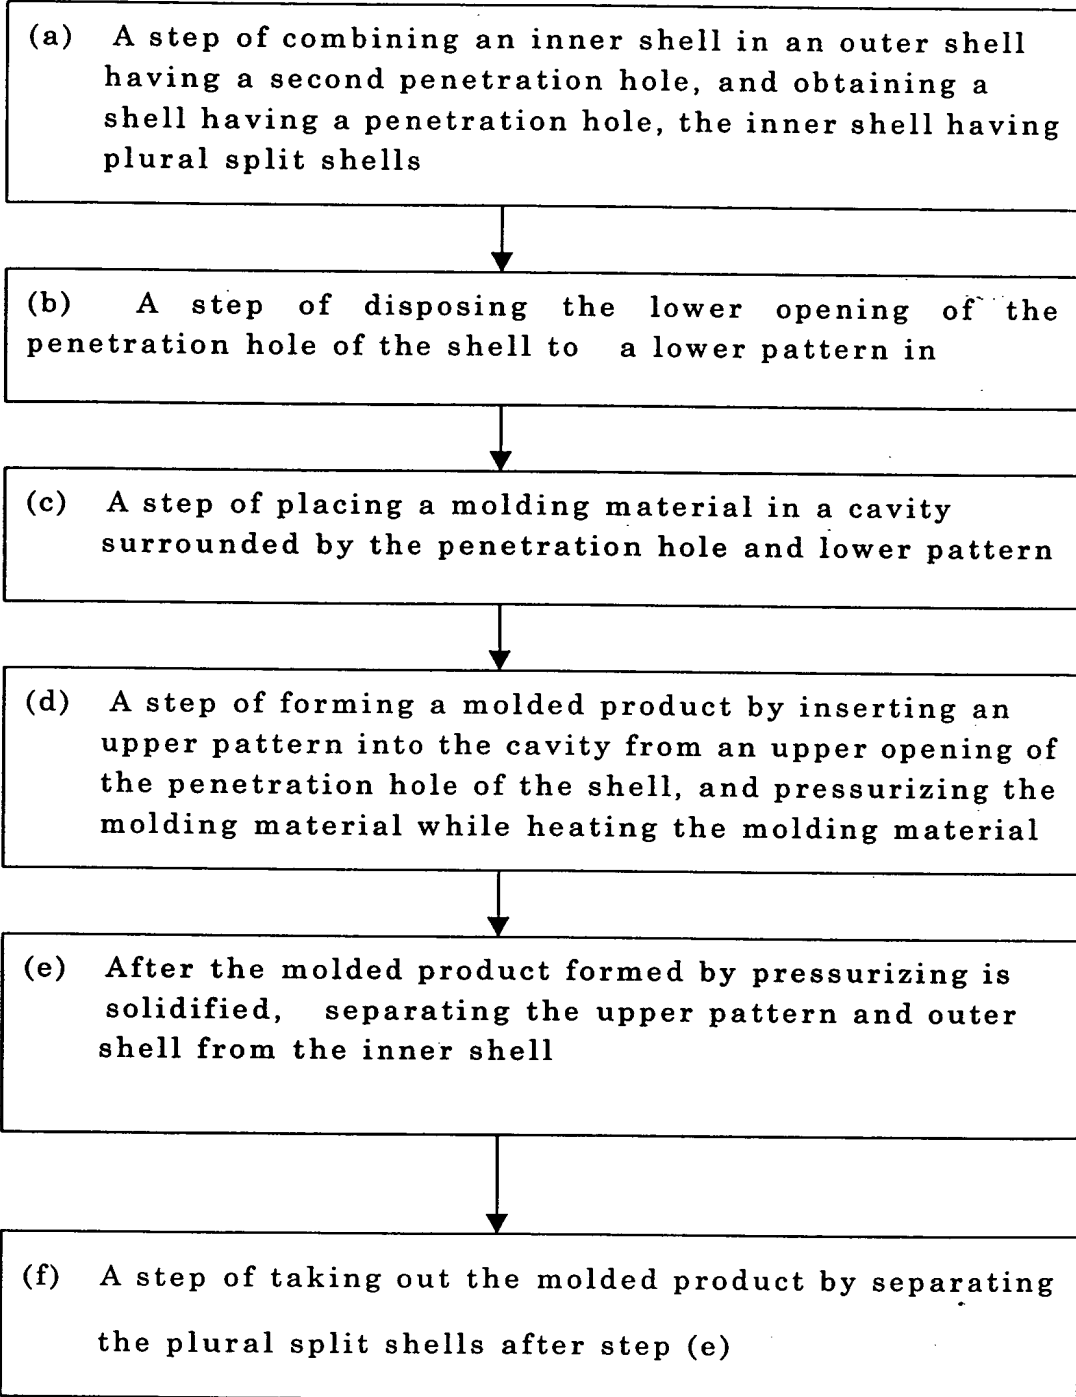 (a) A step of combining an inner shell in an outer shell
having a second penetration hole, and obtaining a
shell having a penetration hole, the inner shell having
plural split shells
(b) A step of disposing the lower opening of the
penetration hole of the shell to a lower pattern in
(c) A step of placing a molding material in a cavity
surrounded by the penetration hole and lower pattern
(d) A step of forming a molded product by inserting an
upper pattern into the cavity from an upper opening of
the penetration hole of the shell, and pressurizing the
molding material while heating the molding material
(e) After the molded product formed by pressurizing is
solidified, separating the upper pattern and outer
shell from the inner shell
(f) A step of taking out the molded product by separating
the plural split shells after step (e)